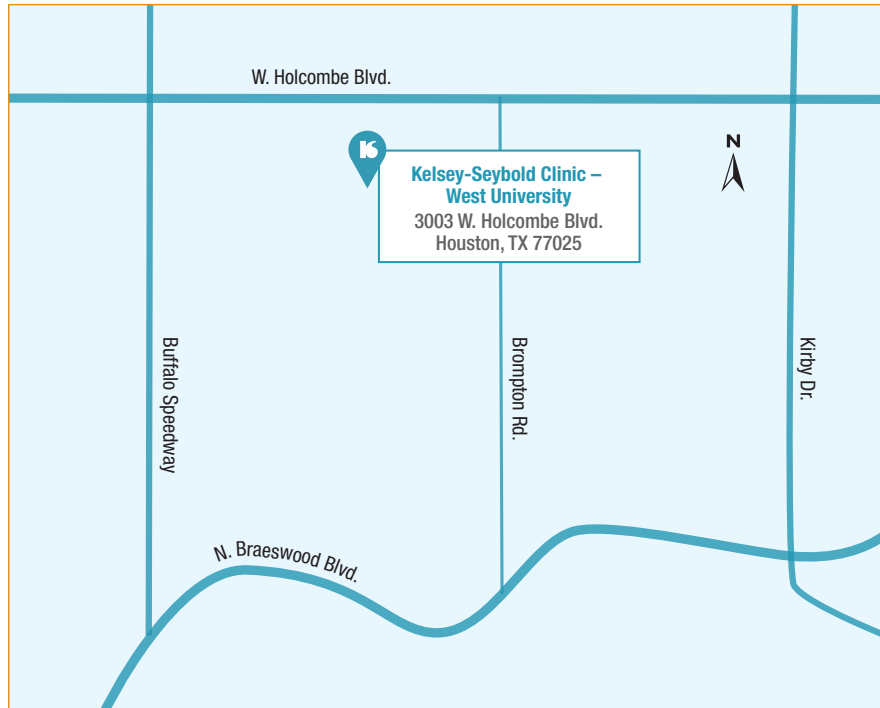 W. Holcombe Blvd.
N
Kelsey-Seybold Clinic –
West University
3003 W. Holcombe Blvd.
Houston, TX 77025
Buffalo Speedway
Brompton Rd.
Kirby Dr.
N. Braeswood Blvd.